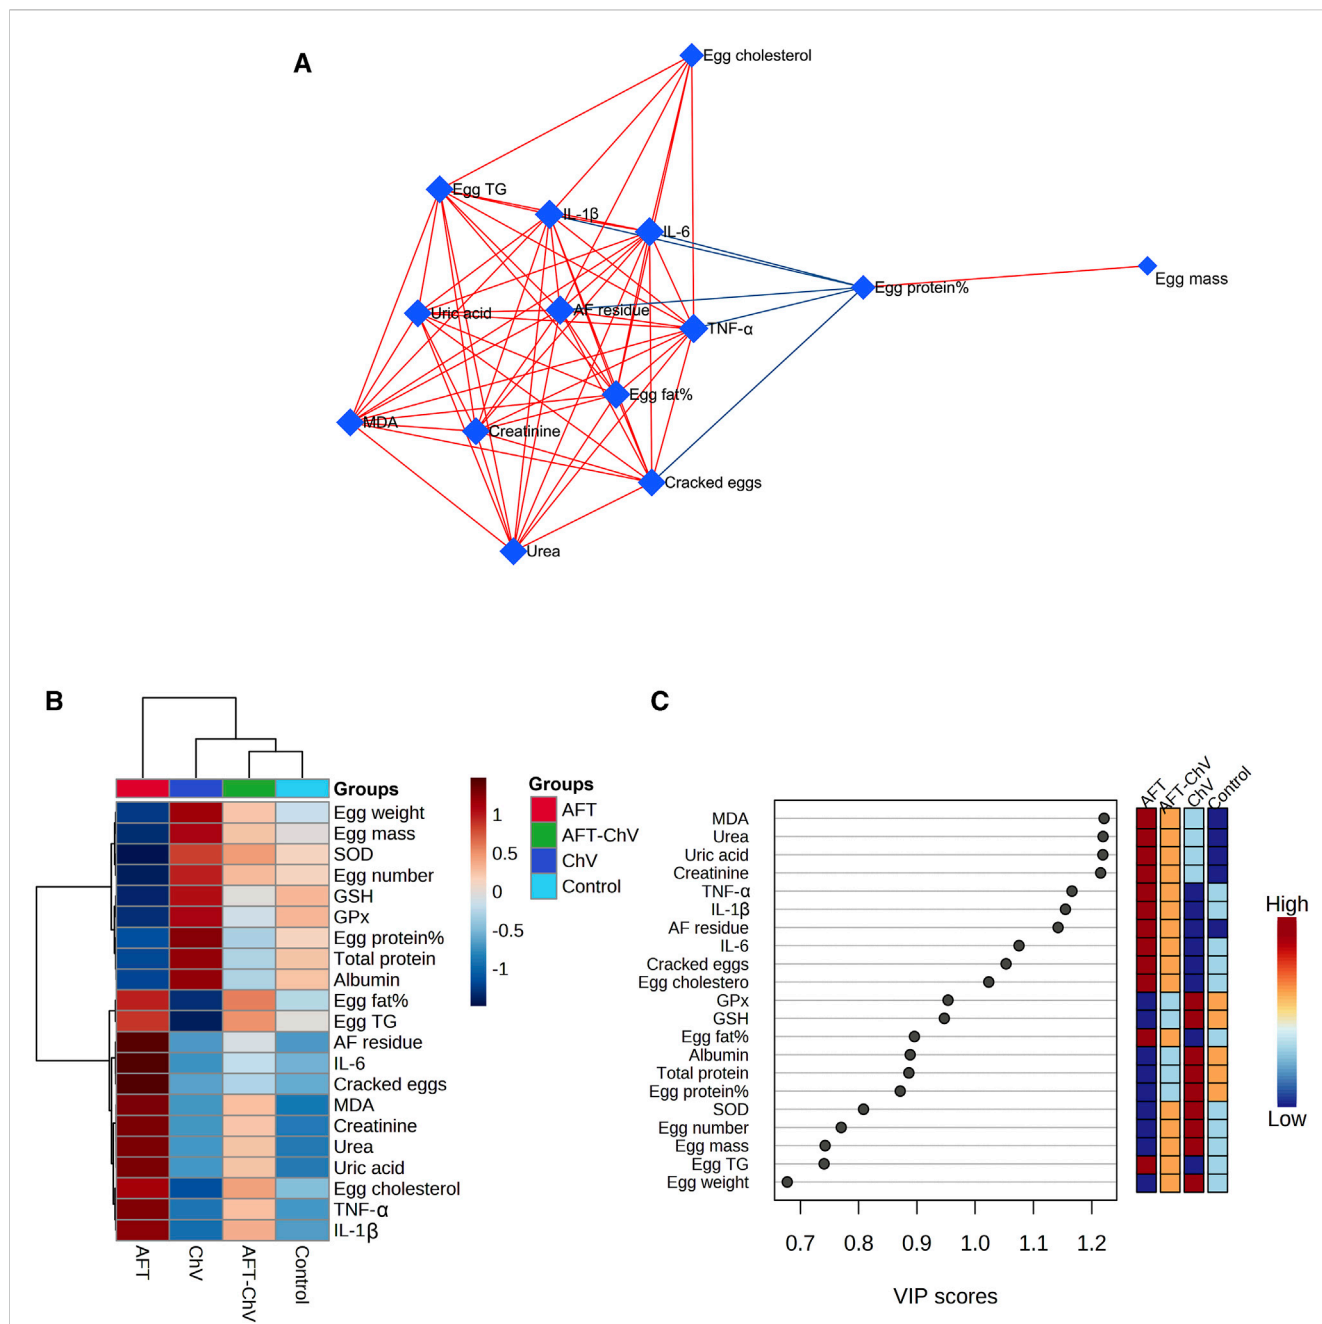 A
Egg cholesterol
Egg TG
IL-1β
IL-6
Egg mass
Egg protein%
Uric acid
AF residue
TNF-α
Egg fat%
MDA
Creatinine
Cracked eggs
Urea
B
Groups
Egg weight
Egg mass
SOD
Egg number
GSH
GPx
Egg protein%
Total protein
Albumin
Egg fat%
Egg TG
AF residue
IL-6
Cracked eggs
MDA
Creatinine
Urea
Uric acid
Egg cholesterol
TNF-α
IL-1β
AFT
ChV
AFT-ChV
Control
1
0.5
0
-0.5
-1
Groups
AFT
AFT-ChV
ChV
Control
C
MDA
Urea
Uric acid
Creatinine
TNF-α
IL-1β
AF residue
IL-6
Cracked eggs
Egg cholestero
GPx
GSH
Egg fat%
Albumin
Total protein
Egg protein%
SOD
Egg number
Egg mass
Egg TG
Egg weight
0.7 0.8 0.9 1.0 1.1 1.2
VIP scores
AFT
AFT-ChV
ChV
Control
High
Low